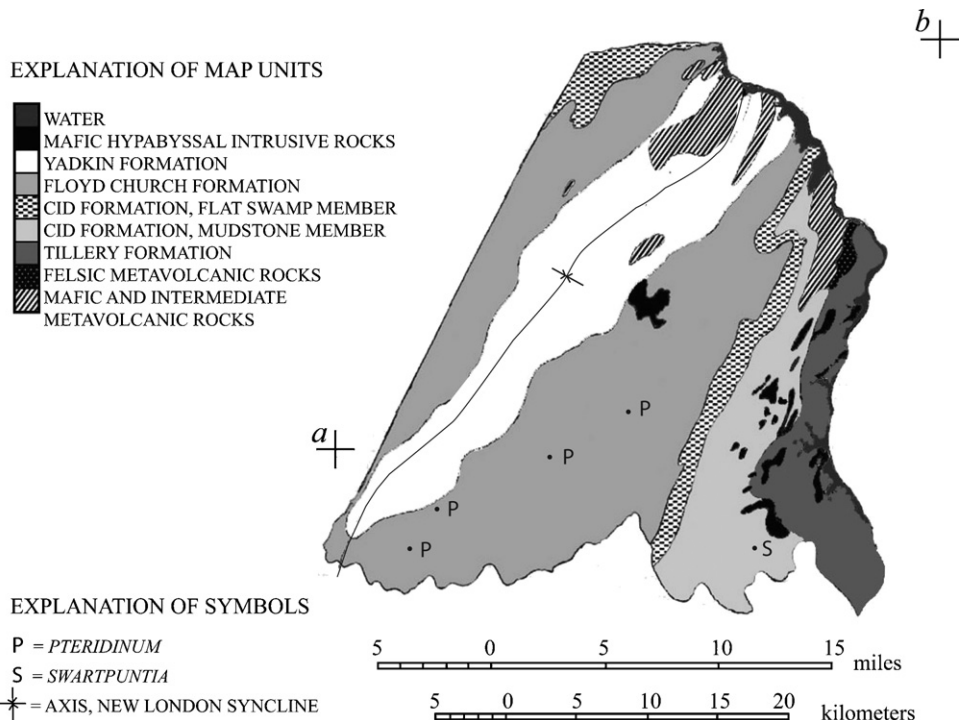 b
EXPLANATION OF MAP UNITS
WATER
MAFIC HYPABYSSAL INTRUSIVE ROCKS
YADKIN FORMATION
FLOYD CHURCH FORMATION
CID FORMATION, FLAT SWAMP MEMBER
CID FORMATION, MUDSTONE MEMBER
TILLERY FORMATION
FELSIC METAVOLCANIC ROCKS
MAFIC AND INTERMEDIATE
METAVOLCANIC ROCKS
a
P
P
P
P
S
EXPLANATION OF SYMBOLS
P = PTERIDINUM
S = SWARTPUNTIA
= AXIS, NEW LONDON SYNCLINE
5 0 5 10 15 miles
5 0 5 10 15 20 kilometers